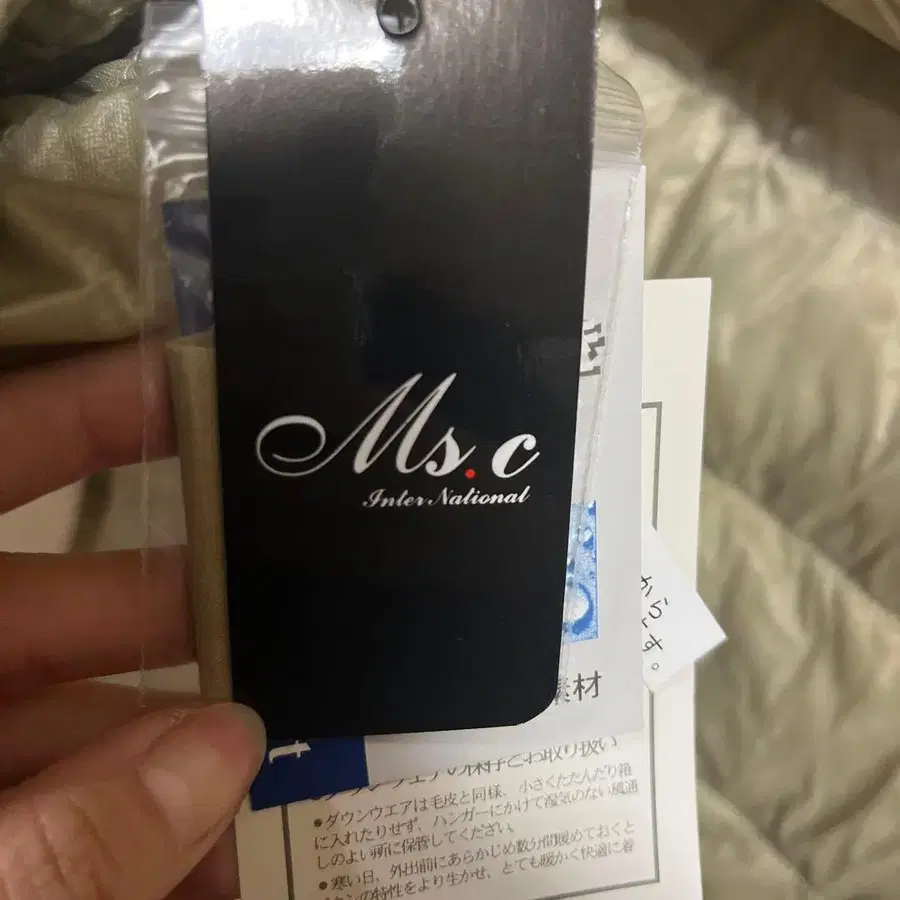 Ms.c
InterNational
から
す。
素材
t
ダウンウェアの保存とお取り扱い
●ダウンウエアは毛皮と同様、小さくたたんだり箱
に入れたりせず、ハンガーにかけて湿気のない風通
しのよい所に保管してください。
●寒い日、外出前にあらかじめ数分間暖めておくと
の特性をより生かせ、とても暖かく快適に着